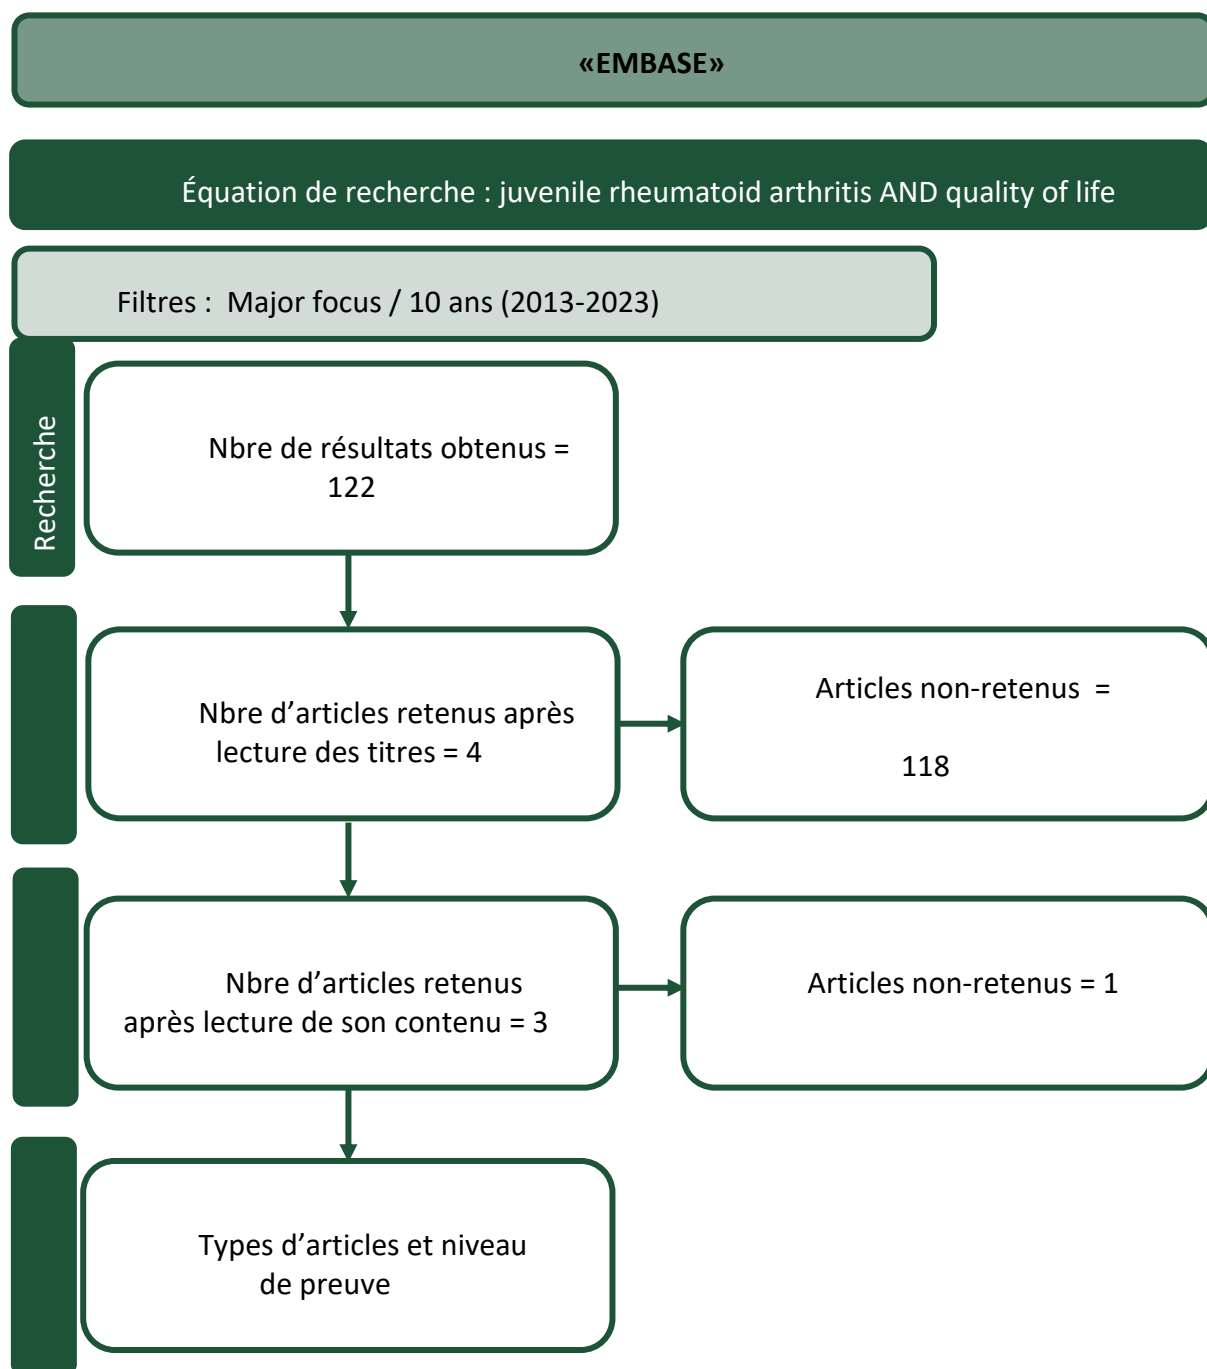 «EMBASE»
Équation de recherche : juvenile rheumatoid arthritis AND quality of life
Filtres : Major focus / 10 ans (2013-2023)
Recherche
Nbre de résultats obtenus =
122
Nbre d’articles retenus après
lecture des titres = 4
Articles non-retenus =
118
Nbre d’articles retenus
après lecture de son contenu = 3
Articles non-retenus = 1
Types d’articles et niveau
de preuve